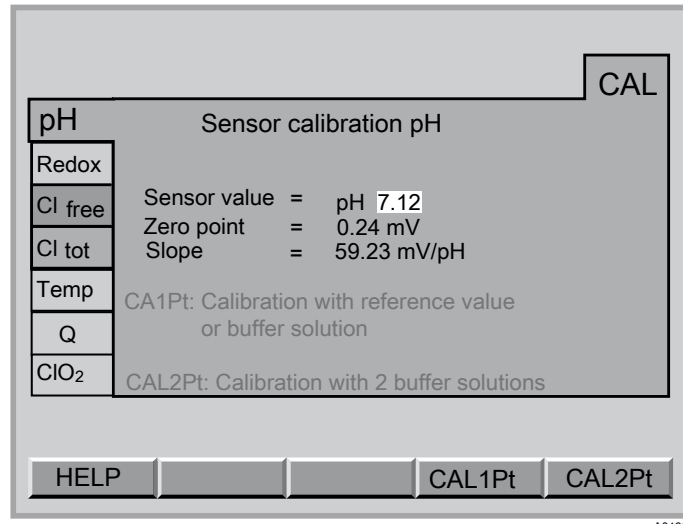 CAL
pH
Sensor calibration pH
Redox
Cl free
Cl tot
Temp
Q
ClO₂
Sensor value = pH 7.12
Zero point = 0.24 mV
Slope = 59.23 mV/pH
CA1Pt: Calibration with reference value
or buffer solution
CAL2Pt: Calibration with 2 buffer solutions
HELP CAL1Pt CAL2Pt